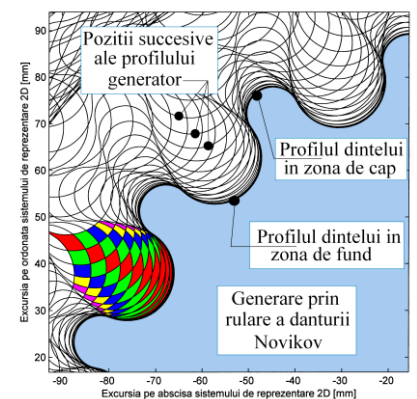 Pozitii succesive
ale profilului
generator
Profilul dintelui
in zona de cap
Profilul dintelui in
zona de fund
Generare prin
rulare a danturii
Novikov
Excursia pe ordonata sistemului de reprezentare 2D [mm]
90
80
70
60
50
40
30
20
-90
-80
-70
-60
-50
-40
-30
-20
Excursia pe abscisa sistemului de reprezentare 2D [mm]